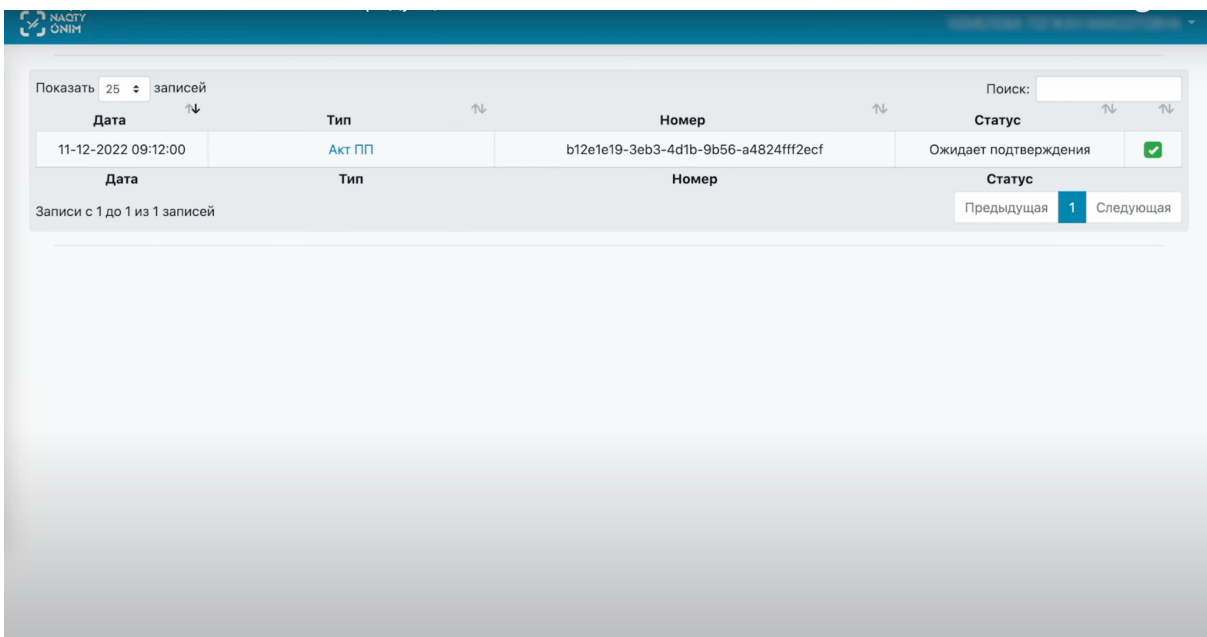 NAQTY
ÓNIM
Показать 25 записей
Поиск:
Дата Тип Номер Статус
11-12-2022 09:12:00 Акт ПП b12e1e19-3eb3-4d1b-9b56-a4824fff2ecf Ожидает подтверждения
Дата Тип Номер Статус
Записи с 1 до 1 из 1 записей
Предыдущая 1 Следующая